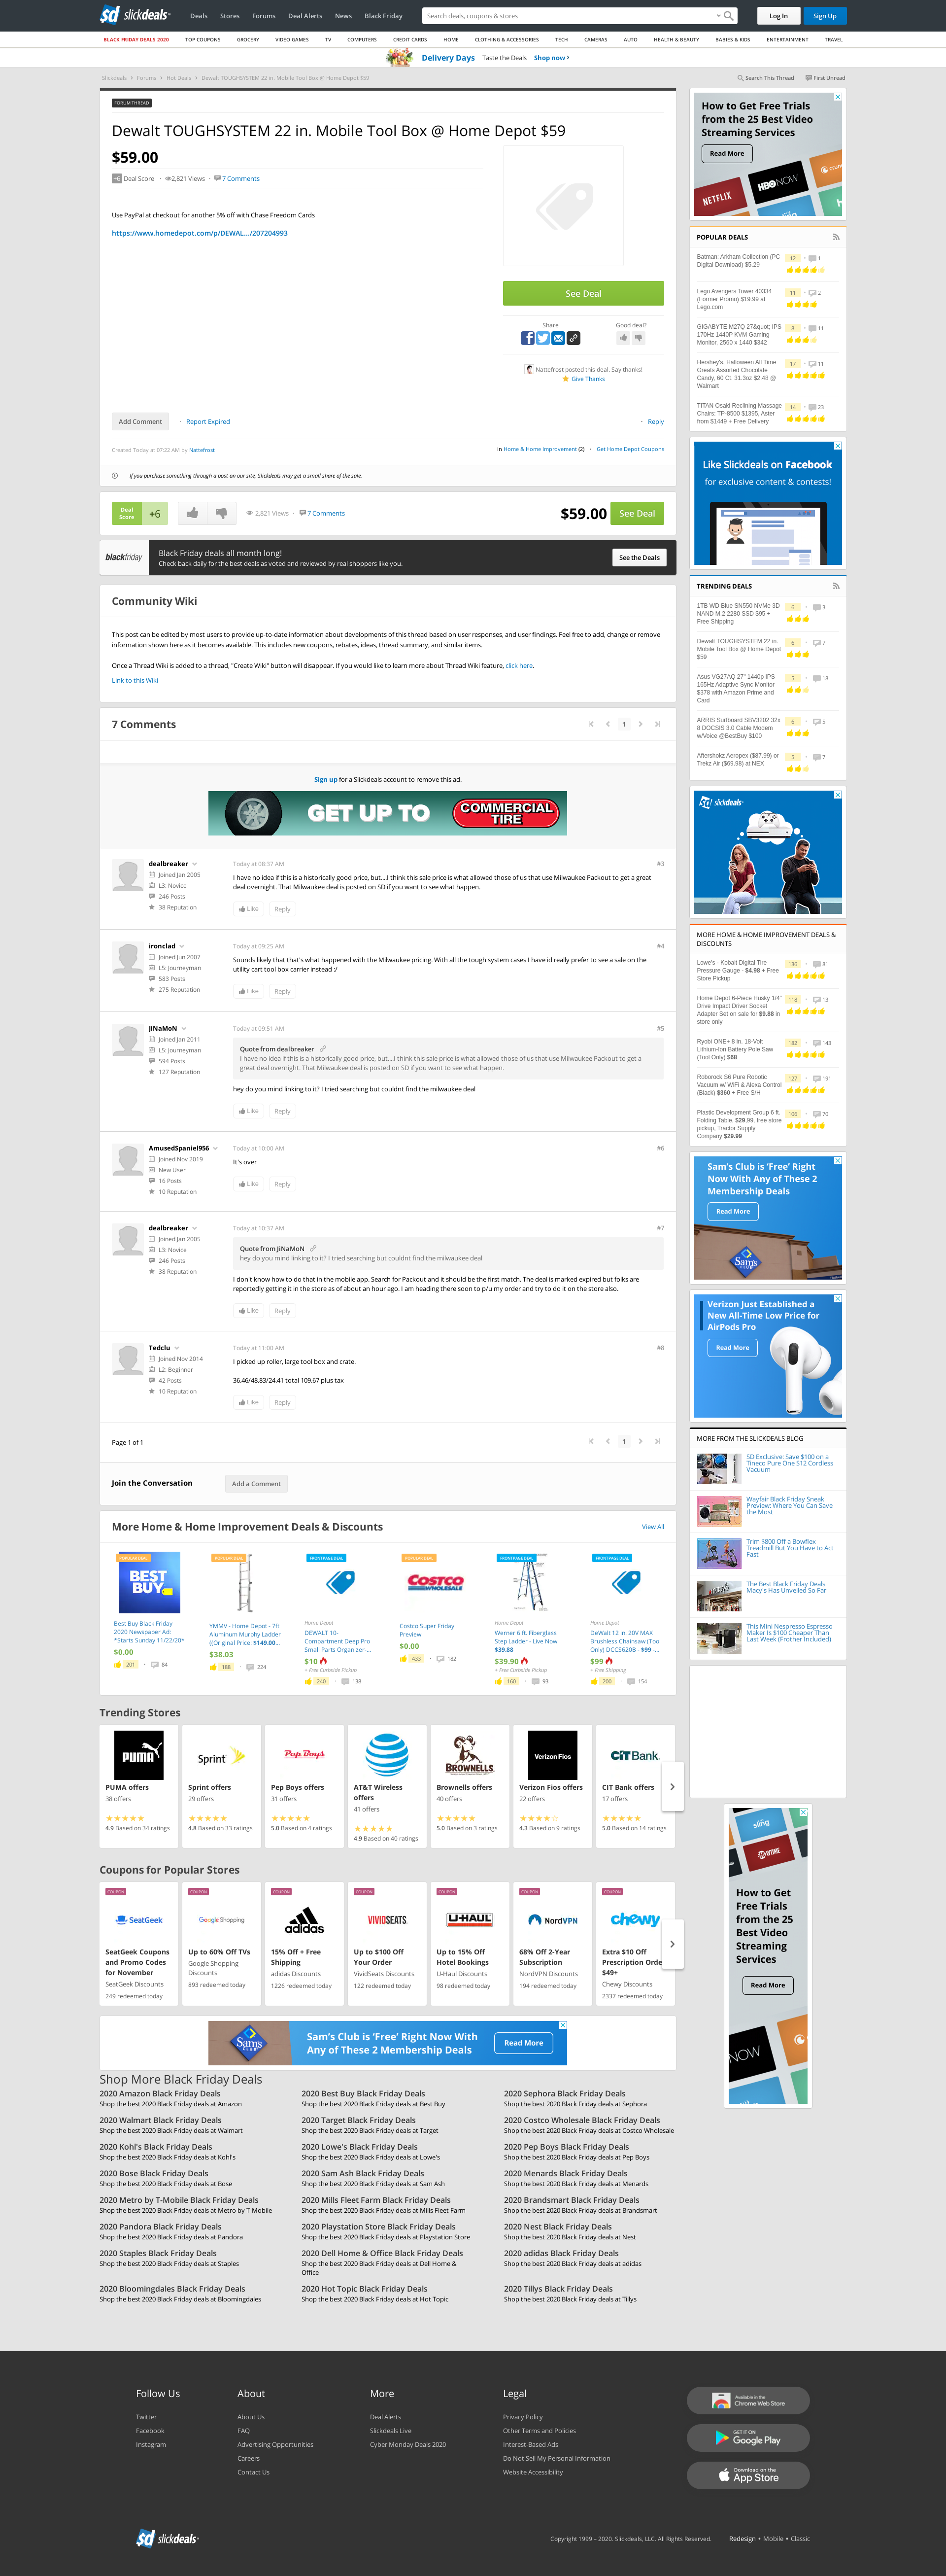 sd slickdeals
Deals
Stores
Forums
Deal Alerts
News
Black Friday
Search deals, coupons & stores
Log In
Sign Up
BLACK FRIDAY DEALS 2020
TOP COUPONS
GROCERY
VIDEO GAMES
TV
COMPUTERS
CREDIT CARDS
HOME
CLOTHING & ACCESSORIES
TECH
CAMERAS
AUTO
HEALTH & BEAUTY
BABIES & KIDS
ENTERTAINMENT
TRAVEL
Delivery Days Taste the Deals Shop now
Slickdeals > Forums > Hot Deals > Dewalt TOUGHSYSTEM 22 in. Mobile Tool Box @ Home Depot $59
Search This Thread
First Unread
FORUM THREAD
Dewalt TOUGHSYSTEM 22 in. Mobile Tool Box @ Home Depot $59
$59.00
+6 Deal Score
2,821 Views
7 Comments
Use PayPal at checkout for another 5% off with Chase Freedom Cards
https://www.homedepot.com/p/DEWAL.../207204993
See Deal
Share
Good deal?
Nattefrost posted this deal. Say thanks!
Give Thanks
Add Comment
Report Expired
Reply
Created Today at 07:22 AM by Nattefrost
in Home & Home Improvement (2)
Get Home Depot Coupons
If you purchase something through a post on our site, Slickdeals may get a small share of the sale.
Deal
Score
+6
2,821 Views
7 Comments
$59.00
See Deal
blackfriday
Black Friday deals all month long!
Check back daily for the best deals as voted and reviewed by real shoppers like you.
See the Deals
Community Wiki
This post can be edited by most users to provide up-to-date information about developments of this thread based on user responses, and user findings. Feel free to add, change or remove
information shown here as it becomes available. This includes new coupons, rebates, ideas, thread summary, and similar items.
Once a Thread Wiki is added to a thread, "Create Wiki" button will disappear. If you would like to learn more about Thread Wiki feature, click here.
Link to this Wiki
7 Comments
1
Sign up for a Slickdeals account to remove this ad.
GET UP TO
COMMERCIAL
TIRE
dealbreaker
Joined Jan 2005
L3: Novice
246 Posts
38 Reputation
Today at 08:37 AM
#3
I have no idea if this is a historically good price, but....I think this sale price is what allowed those of us that use Milwaukee Packout to get a great
deal overnight. That Milwaukee deal is posted on SD if you want to see what happen.
Like
Reply
ironclad
Joined Jun 2007
L5: Journeyman
583 Posts
275 Reputation
Today at 09:25 AM
#4
Sounds likely that that's what happened with the Milwaukee pricing. With all the tough system cases I have id really prefer to see a sale on the
utility cart tool box carrier instead :/
Like
Reply
JiNaMoN
Joined Jan 2011
L5: Journeyman
594 Posts
127 Reputation
Today at 09:51 AM
#5
Quote from dealbreaker
I have no idea if this is a historically good price, but....I think this sale price is what allowed those of us that use Milwaukee Packout to get a
great deal overnight. That Milwaukee deal is posted on SD if you want to see what happen.
hey do you mind linking to it? I tried searching but couldnt find the milwaukee deal
Like
Reply
AmusedSpaniel956
Joined Nov 2019
New User
16 Posts
10 Reputation
Today at 10:00 AM
#6
It's over
Like
Reply
dealbreaker
Joined Jan 2005
L3: Novice
246 Posts
38 Reputation
Today at 10:37 AM
#7
Quote from JiNaMoN
hey do you mind linking to it? I tried searching but couldnt find the milwaukee deal
I don't know how to do that in the mobile app. Search for Packout and it should be the first match. The deal is marked expired but folks are
reportedly getting it in the store as of about an hour ago. I am heading there soon to p/u my order and try to do it on the store also.
Like
Reply
Tedclu
Joined Nov 2014
L2: Beginner
42 Posts
10 Reputation
Today at 11:00 AM
#8
I picked up roller, large tool box and crate.
36.46/48.83/24.41 total 109.67 plus tax
Like
Reply
Page 1 of 1
1
Join the Conversation
Add a Comment
More Home & Home Improvement Deals & Discounts
View All
POPULAR DEAL
BEST
BUY
Best Buy Black Friday
2020 Newspaper Ad:
*Starts Sunday 11/22/20*
$0.00
201
84
POPULAR DEAL
YMMV - Home Depot - 7ft
Aluminum Murphy Ladder
((Original Price: $149.00...
$38.03
188
224
FRONTPAGE DEAL
Home Depot
DEWALT 10-
Compartment Deep Pro
Small Parts Organizer-...
$10
+ Free Curbside Pickup
240
138
POPULAR DEAL
COSTCO
WHOLESALE
Costco Super Friday
Preview
$0.00
433
182
FRONTPAGE DEAL
Home Depot
Werner 6 ft. Fiberglass
Step Ladder - Live Now
$39.88
$39.90
+ Free Curbside Pickup
160
93
FRONTPAGE DEAL
Home Depot
DeWalt 12 in. 20V MAX
Brushless Chainsaw (Tool
Only) DCCS620B - $99 -...
$99
+ Free Shipping
200
154
Trending Stores
PUMA
PUMA offers
38 offers
4.9 Based on 34 ratings
Sprint
Sprint offers
29 offers
4.8 Based on 33 ratings
Pep Boys
Pep Boys offers
31 offers
5.0 Based on 4 ratings
AT&T Wireless
offers
41 offers
4.9 Based on 40 ratings
BROWNELLS
Brownells offers
40 offers
5.0 Based on 3 ratings
Verizon Fios
Verizon Fios offers
22 offers
4.3 Based on 9 ratings
CIT Bank
CIT Bank offers
17 offers
5.0 Based on 14 ratings
Coupons for Popular Stores
COUPON
SeatGeek
SeatGeek Coupons
and Promo Codes
for November
SeatGeek Discounts
249 redeemed today
COUPON
Google Shopping
Up to 60% Off TVs
Google Shopping
Discounts
893 redeemed today
COUPON
adidas
15% Off + Free
Shipping
adidas Discounts
1226 redeemed today
COUPON
VIVIDSEATS
Up to $100 Off
Your Order
VividSeats Discounts
122 redeemed today
COUPON
U-HAUL
Up to 15% Off
Hotel Bookings
U-Haul Discounts
98 redeemed today
COUPON
NordVPN
68% Off 2-Year
Subscription
NordVPN Discounts
194 redeemed today
COUPON
chewy
Extra $10 Off
Prescription Orde
$49+
Chewy Discounts
2337 redeemed today
Sam's
CLUB
Sam's Club is 'Free' Right Now With
Any of These 2 Membership Deals
Read More
Shop More Black Friday Deals
2020 Amazon Black Friday Deals
Shop the best 2020 Black Friday deals at Amazon
2020 Best Buy Black Friday Deals
Shop the best 2020 Black Friday deals at Best Buy
2020 Sephora Black Friday Deals
Shop the best 2020 Black Friday deals at Sephora
2020 Walmart Black Friday Deals
Shop the best 2020 Black Friday deals at Walmart
2020 Target Black Friday Deals
Shop the best 2020 Black Friday deals at Target
2020 Costco Wholesale Black Friday Deals
Shop the best 2020 Black Friday deals at Costco Wholesale
2020 Kohl's Black Friday Deals
Shop the best 2020 Black Friday deals at Kohl's
2020 Lowe's Black Friday Deals
Shop the best 2020 Black Friday deals at Lowe's
2020 Pep Boys Black Friday Deals
Shop the best 2020 Black Friday deals at Pep Boys
2020 Bose Black Friday Deals
Shop the best 2020 Black Friday deals at Bose
2020 Sam Ash Black Friday Deals
Shop the best 2020 Black Friday deals at Sam Ash
2020 Menards Black Friday Deals
Shop the best 2020 Black Friday deals at Menards
2020 Metro by T-Mobile Black Friday Deals
Shop the best 2020 Black Friday deals at Metro by T-Mobile
2020 Mills Fleet Farm Black Friday Deals
Shop the best 2020 Black Friday deals at Mills Fleet Farm
2020 Brandsmart Black Friday Deals
Shop the best 2020 Black Friday deals at Brandsmart
2020 Pandora Black Friday Deals
Shop the best 2020 Black Friday deals at Pandora
2020 Playstation Store Black Friday Deals
Shop the best 2020 Black Friday deals at Playstation Store
2020 Nest Black Friday Deals
Shop the best 2020 Black Friday deals at Nest
2020 Staples Black Friday Deals
Shop the best 2020 Black Friday deals at Staples
2020 Dell Home & Office Black Friday Deals
Shop the best 2020 Black Friday deals at Dell Home &
Office
2020 adidas Black Friday Deals
Shop the best 2020 Black Friday deals at adidas
2020 Bloomingdales Black Friday Deals
Shop the best 2020 Black Friday deals at Bloomingdales
2020 Hot Topic Black Friday Deals
Shop the best 2020 Black Friday deals at Hot Topic
2020 Tillys Black Friday Deals
Shop the best 2020 Black Friday deals at Tillys
How to Get Free Trials
from the 25 Best Video
Streaming Services
Read More
NETFLIX
HBO NOW
crunchyroll
sling
POPULAR DEALS
Batman: Arkham Collection (PC
Digital Download) $5.29
12
1
Lego Avengers Tower 40334
(Former Promo) $19.99 at
Lego.com
11
2
GIGABYTE M27Q 27&quot; IPS
170Hz 1440P KVM Gaming
Monitor, 2560 x 1440 $342
8
11
Hershey's, Halloween All Time
Greats Assorted Chocolate
Candy, 60 Ct. 31.3oz $2.48 @
Walmart
17
11
TITAN Osaki Reclining Massage
Chairs: TP-8500 $1395, Aster
from $1449 + Free Delivery
14
23
Like Slickdeals on Facebook
for exclusive content & contests!
TRENDING DEALS
1TB WD Blue SN550 NVMe 3D
NAND M.2 2280 SSD $95 +
Free Shipping
6
3
Dewalt TOUGHSYSTEM 22 in.
Mobile Tool Box @ Home Depot
$59
6
7
Asus VG27AQ 27" 1440p IPS
165Hz Adaptive Sync Monitor
$378 with Amazon Prime and
Card
5
18
ARRIS Surfboard SBV3202 32x
8 DOCSIS 3.0 Cable Modem
w/Voice @BestBuy $100
6
5
Aftershokz Aeropex ($87.99) or
Trekz Air ($69.98) at NEX
5
7
sd slickdeals
MORE HOME & HOME IMPROVEMENT DEALS &
DISCOUNTS
Lowe's - Kobalt Digital Tire
Pressure Gauge - $4.98 + Free
Store Pickup
136
81
Home Depot 6-Piece Husky 1/4"
Drive Impact Driver Socket
Adapter Set on sale for $9.88 in
store only
118
13
Ryobi ONE+ 8 in. 18-Volt
Lithium-Ion Battery Pole Saw
(Tool Only) $68
182
143
Roborock S6 Pure Robotic
Vacuum w/ WiFi & Alexa Control
(Black) $360 + Free S/H
127
191
Plastic Development Group 6 ft.
Folding Table, $29.99, free store
pickup, Tractor Supply
Company $29.99
106
70
Sam's Club is 'Free' Right
Now With Any of These 2
Membership Deals
Read More
Sam's
CLUB
Verizon Just Established a
New All-Time Low Price for
AirPods Pro
Read More
MORE FROM THE SLICKDEALS BLOG
SD Exclusive: Save $100 on a
Tineco Pure One S12 Cordless
Vacuum
Wayfair Black Friday Sneak
Preview: Where You Can Save
the Most
Trim $800 Off a Bowflex
Treadmill But You Have to Act
Fast
The Best Black Friday Deals
Macy's Has Unveiled So Far
This Mini Nespresso Espresso
Maker Is $100 Cheaper Than
Last Week (Frother Included)
sling
SHOWTIME
How to Get
Free Trials
from the 25
Best Video
Streaming
Services
Read More
NOW
Follow Us
Twitter
Facebook
Instagram
About
About Us
FAQ
Advertising Opportunities
Careers
Contact Us
More
Deal Alerts
Slickdeals Live
Cyber Monday Deals 2020
Legal
Privacy Policy
Other Terms and Policies
Interest-Based Ads
Do Not Sell My Personal Information
Website Accessibility
Available in the
Chrome Web Store
GET IT ON
Google Play
Download on the
App Store
sd slickdeals
Copyright 1999 - 2020. Slickdeals, LLC. All Rights Reserved.
Redesign • Mobile • Classic